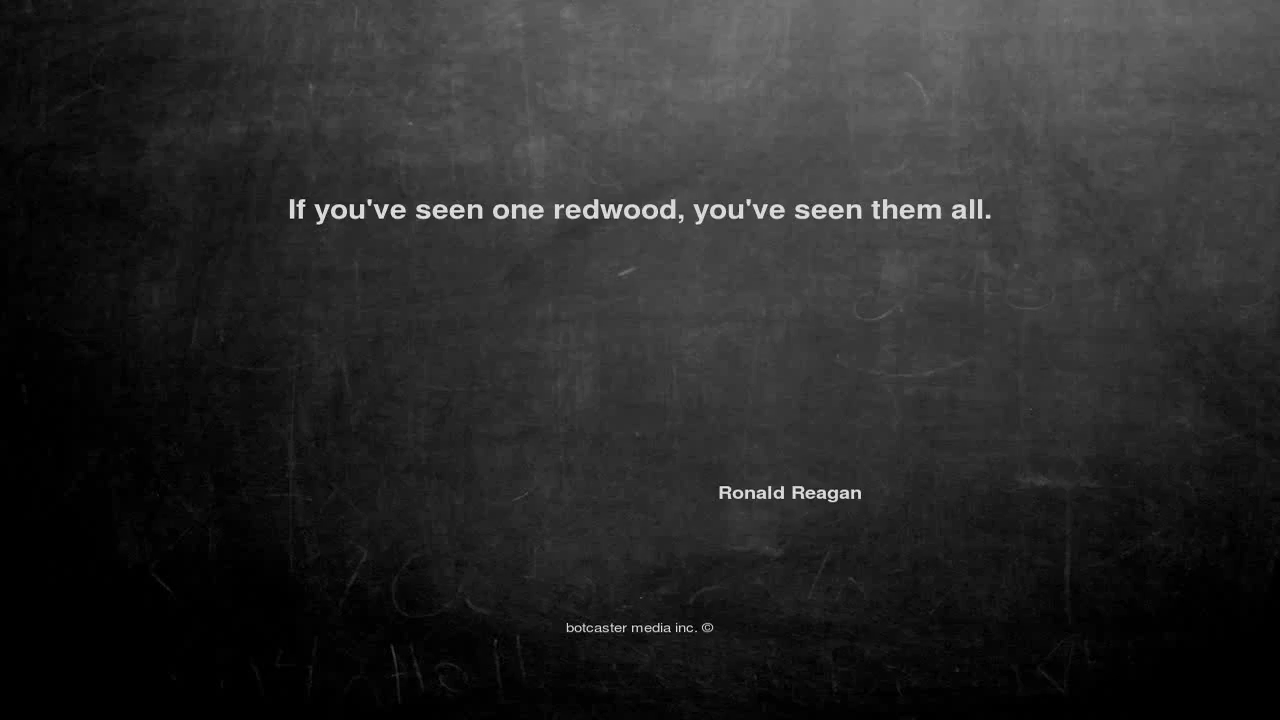 If you've seen one redwood, you've seen them all.
Ronald Reagan
botcaster media inc. ©